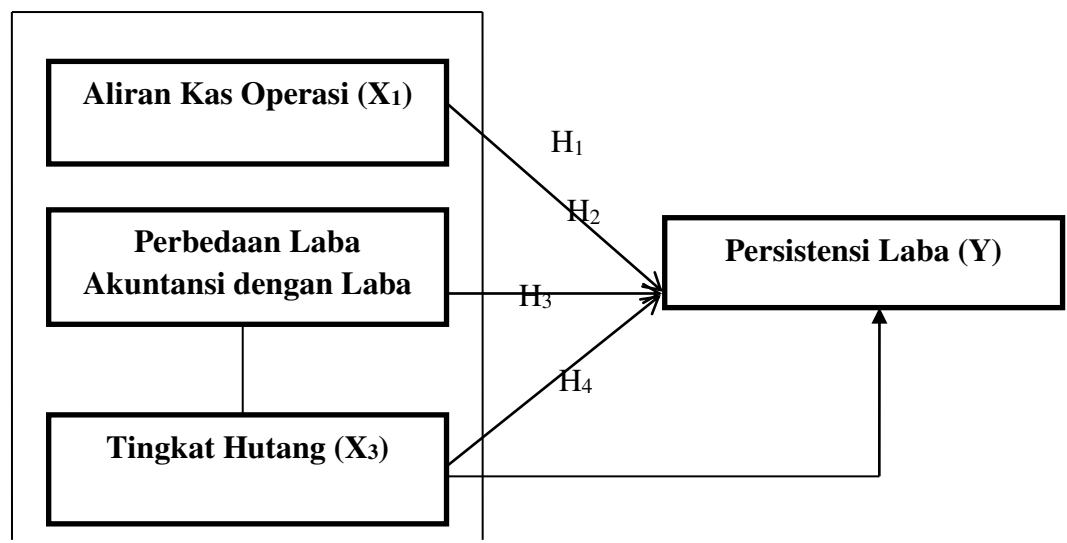 Aliran Kas Operasi (X₁)
H₁
H₂
Perbedaan Laba
Akuntansi dengan Laba
Persistensi Laba (Y)
H₃
H₄
Tingkat Hutang (X₃)